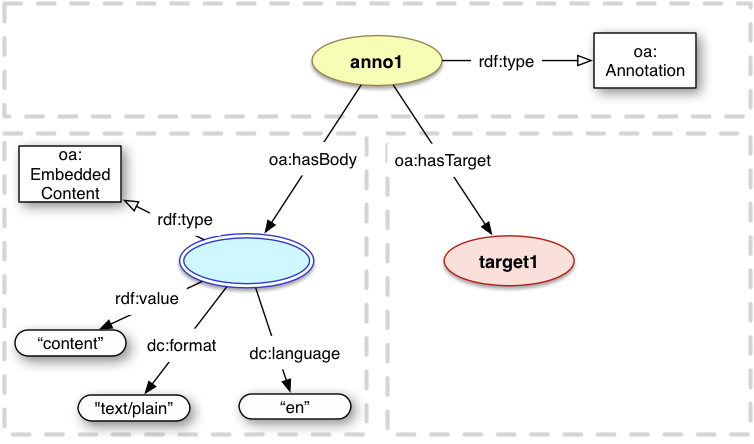 anno1
rdf:type
oa:
Annotation
oa:hasBody
oa:hasTarget
oa:
Embedded
Content
rdf:type
target1
rdf:value
“content”
dc:format
dc:language
"text/plain”
“en”